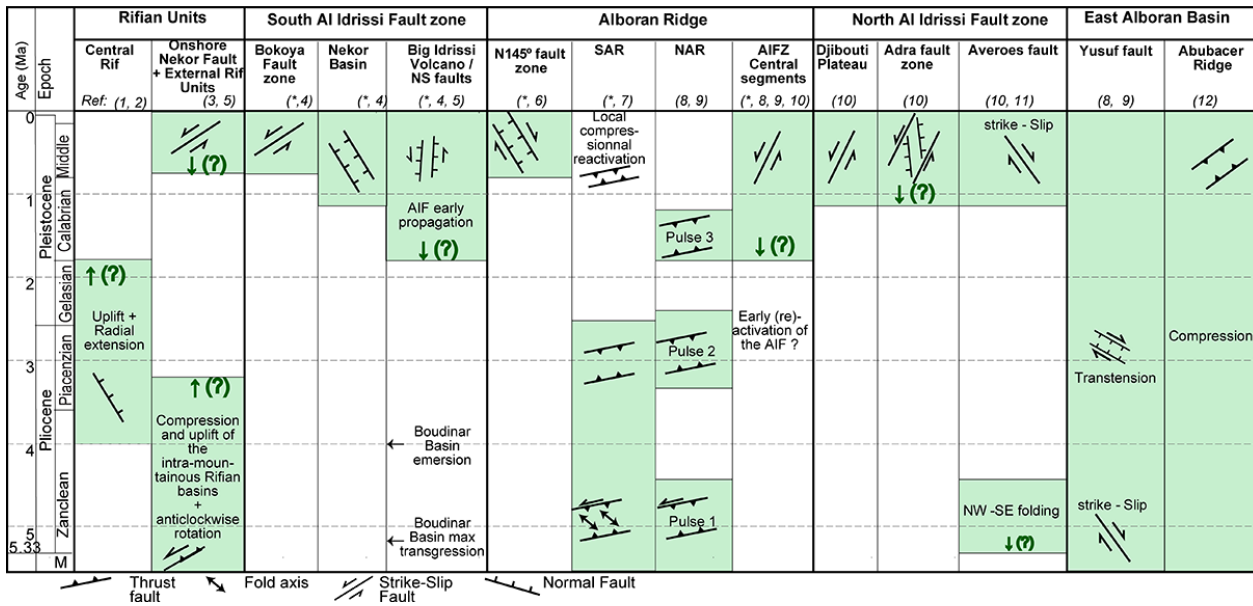 Rifian Units
South Al Idrissi Fault zone
Alboran Ridge
North Al Idrissi Fault zone
East Alboran Basin
Age (Ma)
Epoch
Central
Rif
Ref: (1, 2)
Onshore
Nekor Fault
+ External Rif
Units
(3, 5)
Bokoya
Fault
zone
(*,4)
Nekor
Basin
(*, 4)
Big Idrissi
Volcano /
NS faults
(*, 4, 5)
N145º fault
zone
(*, 6)
SAR
(*, 7)
NAR
(8, 9)
AIFZ
Central
segments
(*, 8, 9, 10)
Djibouti
Plateau
(10)
Adra fault
zone
(10)
Averoes fault
(10, 11)
Yusuf fault
(8, 9)
Abubacer
Ridge
(12)
0
1
2
3
4
5
5.33
Pleistocene
Pliocene
Middle
Calabrian
Gelasian
Piacenzian
Zanclean
M
↑ (?)
Uplift +
Radial
extension
↓ (?)
↑ (?)
Compression
and uplift of
the
intra-moun-
tainous Rifian
basins
+
anticlockwise
rotation
AIF early
propagation
↓ (?)
← Boudinar
Basin
emersion
← Boudinar
Basin max
transgression
Local
compres-
sionnal
reactivation
Pulse 3
Pulse 2
Pulse 1
↓ (?)
Early (re)-
activation of
the AIF ?
↓ (?)
strike - Slip
NW -SE folding
↓ (?)
Transtension
strike - Slip
Compression
Thrust
fault
Fold axis
Strike-Slip
Fault
Normal Fault